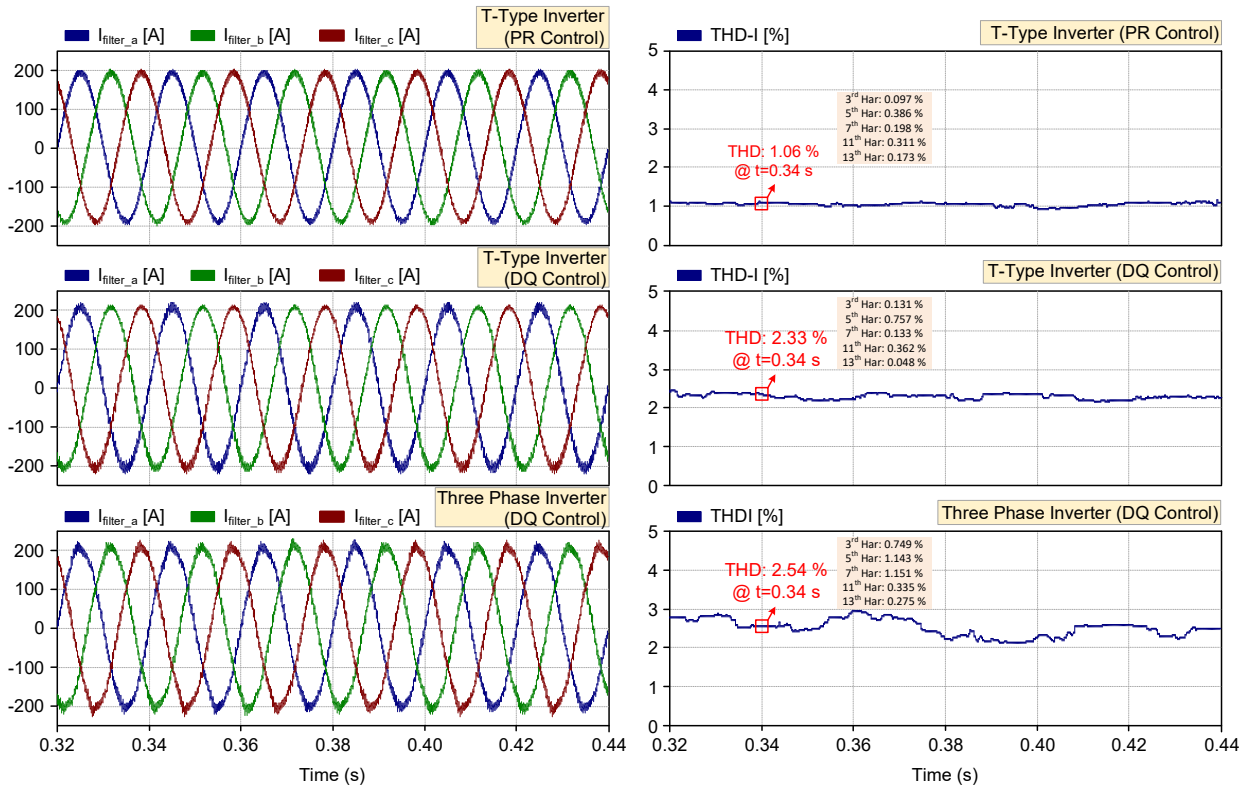 I_filter_a [A] I_filter_b [A] I_filter_c [A]
T-Type Inverter
(PR Control)
200
100
0
-100
-200
THD-I [%]
T-Type Inverter (PR Control)
5
4
3
2
1
0
3rd Har: 0.097 %
5th Har: 0.386 %
7th Har: 0.198 %
11th Har: 0.311 %
13th Har: 0.173 %
THD: 1.06 %
@ t=0.34 s
I_filter_a [A] I_filter_b [A] I_filter_c [A]
T-Type Inverter
(DQ Control)
200
100
0
-100
-200
THD-I [%]
T-Type Inverter (DQ Control)
5
4
3
2
1
0
3rd Har: 0.131 %
5th Har: 0.757 %
7th Har: 0.133 %
11th Har: 0.362 %
13th Har: 0.048 %
THD: 2.33 %
@ t=0.34 s
I_filter_a [A] I_filter_b [A] I_filter_c [A]
Three Phase Inverter
(DQ Control)
200
100
0
-100
-200
0.32 0.34 0.36 0.38 0.40 0.42 0.44
Time (s)
THDI [%]
Three Phase Inverter (DQ Control)
5
4
3
2
1
0
3rd Har: 0.749 %
5th Har: 1.143 %
7th Har: 1.151 %
11th Har: 0.335 %
13th Har: 0.275 %
THD: 2.54 %
@ t=0.34 s
0.32 0.34 0.36 0.38 0.40 0.42 0.44
Time (s)